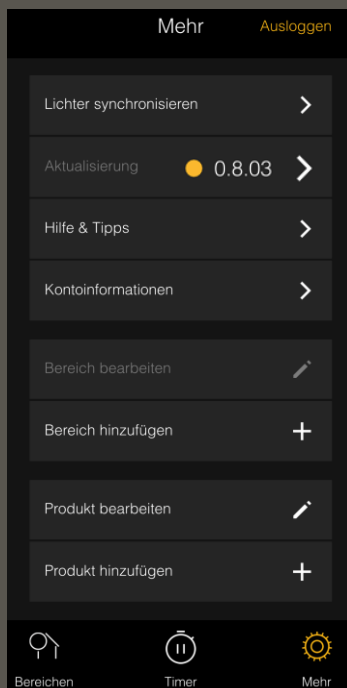 Mehr Ausloggen
Lichter synchronisieren
Aktualisierung 0.8.03
Hilfe & Tipps
Kontoinformationen
Bereich bearbeiten
Bereich hinzufügen
Produkt bearbeiten
Produkt hinzufügen
Bereichen Timer Mehr